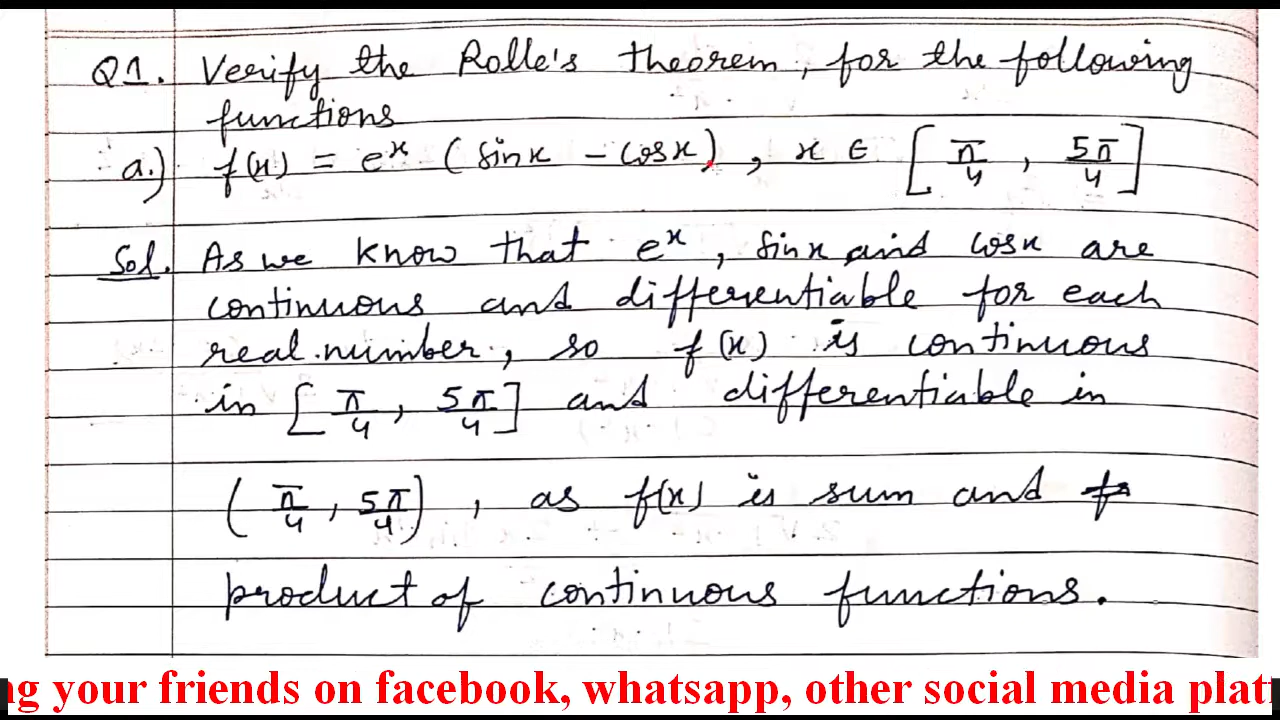 Q1. Verify the Rolle's theorem, for the following
functions
a.) f(x) = eˣ (sinx - cosx), x ∈ [π/4, 5π/4]
Sol. As we know that eˣ, sinx and cosx are
continuous and differentiable for each
real number, so f(x) is continuous
in [π/4, 5π/4] and differentiable in
(π/4, 5π/4), as f(x) is sum and
product of continuous functions.
ng your friends on facebook, whatsapp, other social media plat